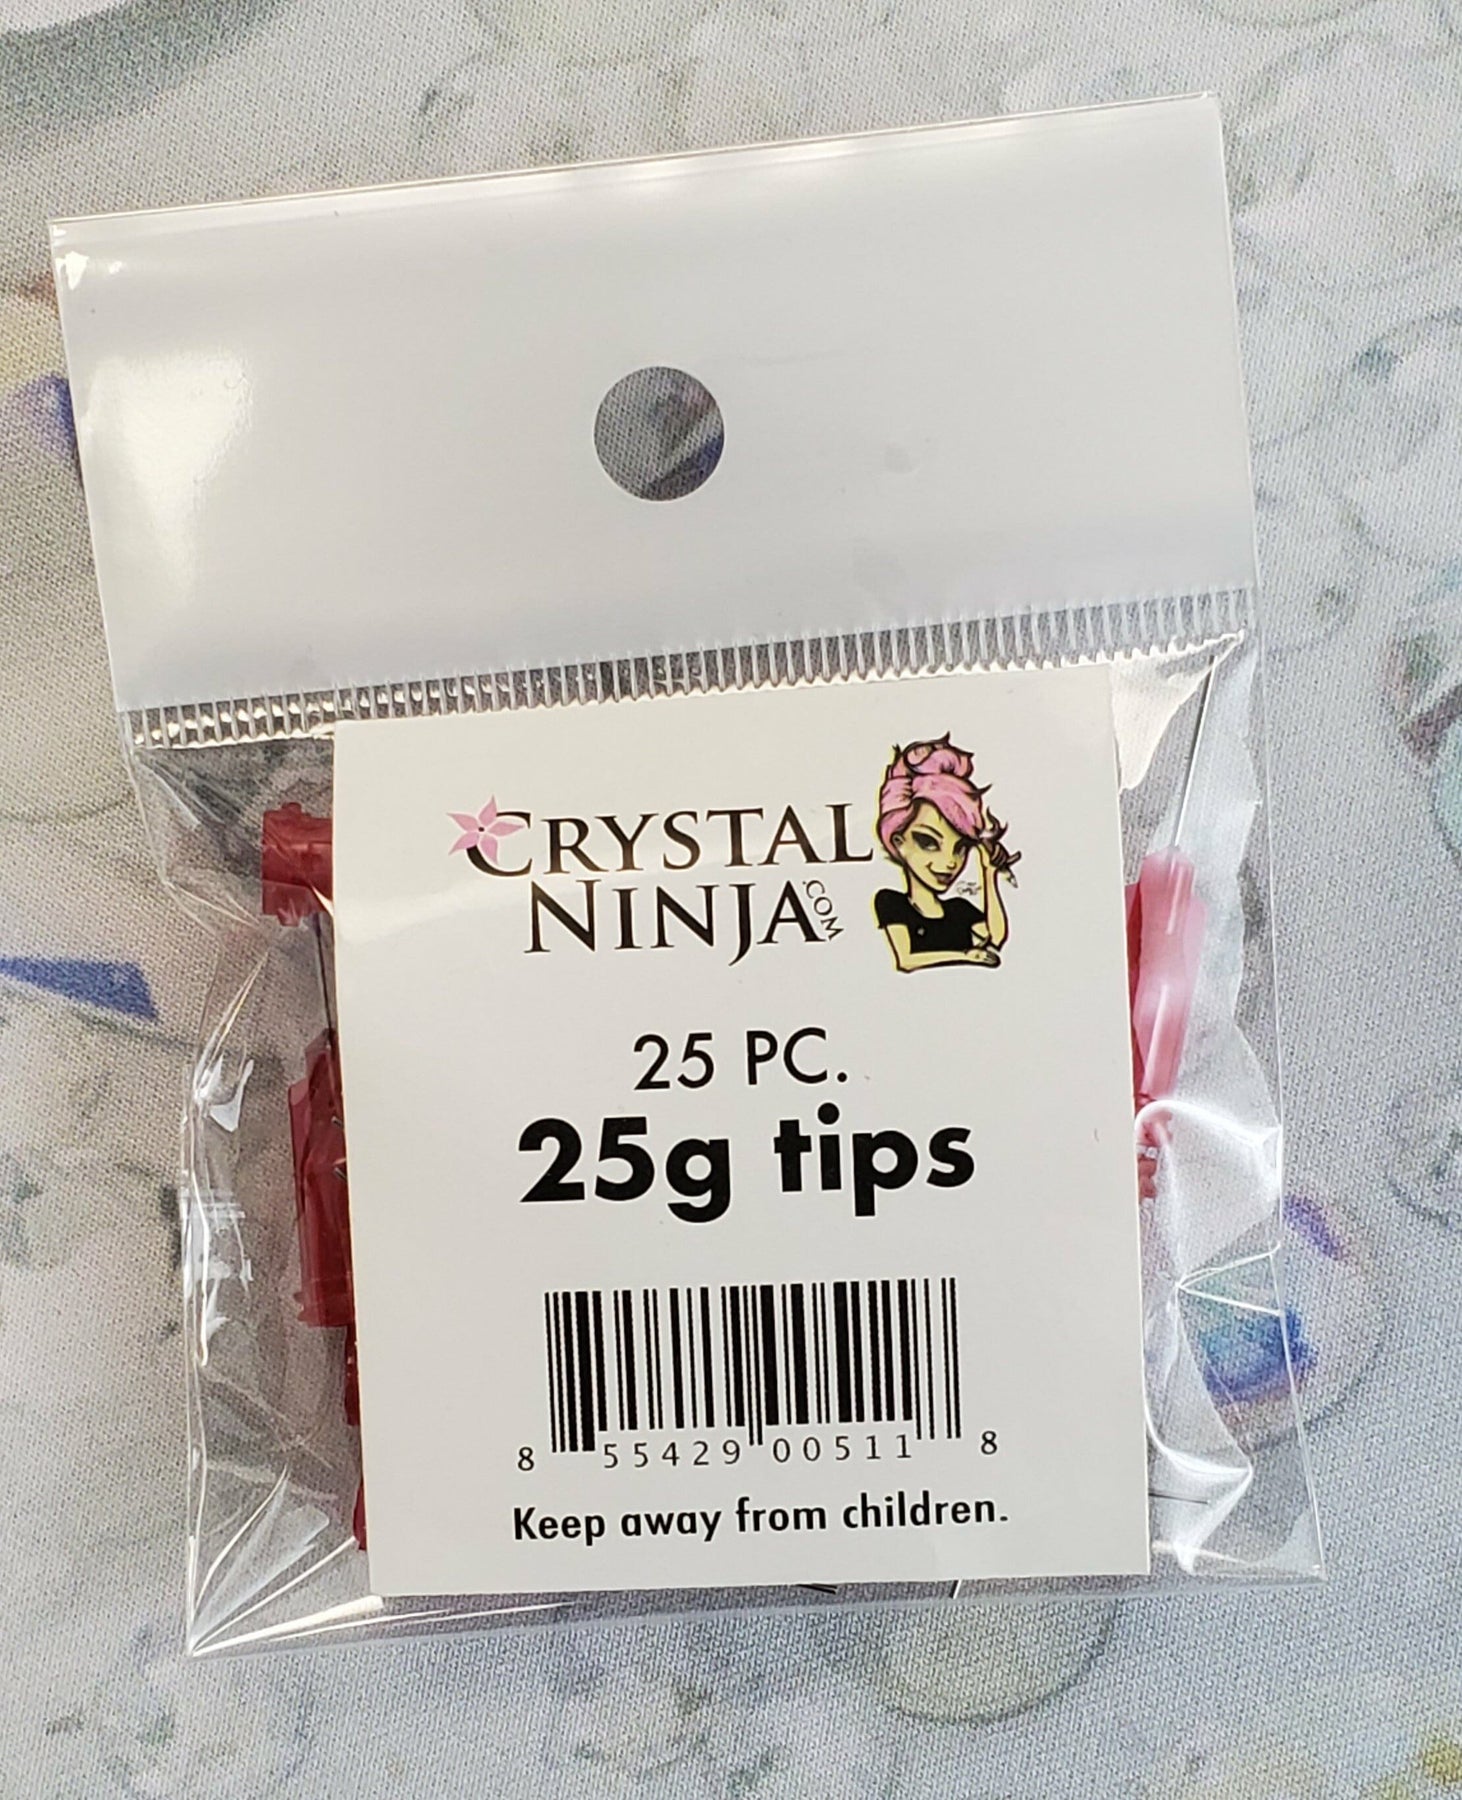 CRYSTAL
NINJA.COM
25 PC.
25g tips
8 55429 00511 8
Keep away from children.